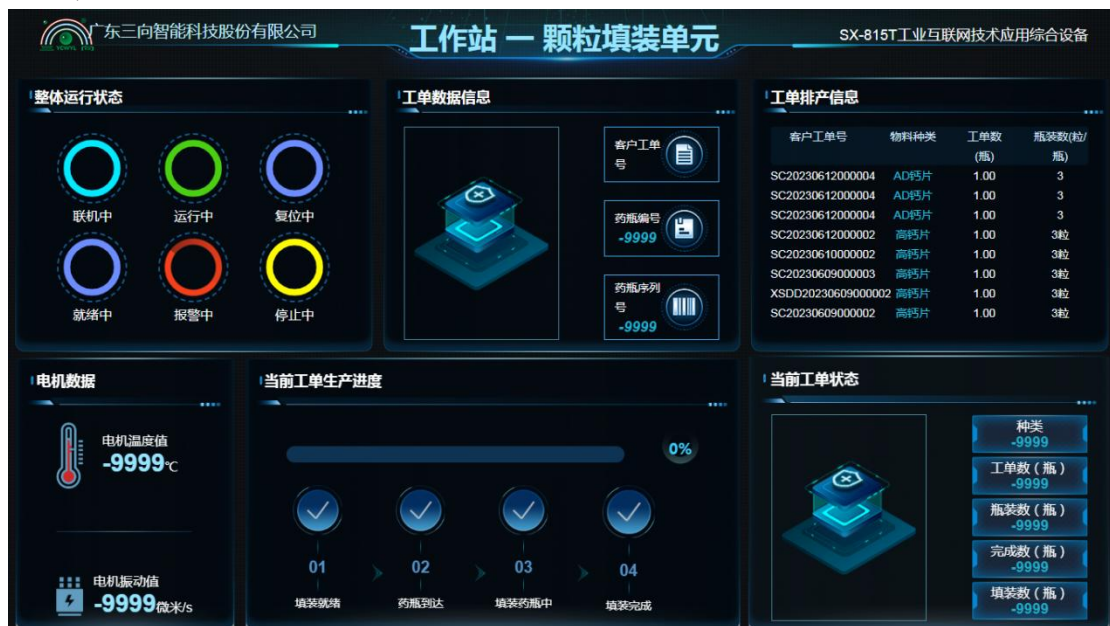 广东三向智能科技股份有限公司
工作站 一 颗粒填装单元
SX-815T工业互联网技术应用综合设备
整体运行状态
联机中
运行中
复位中
就绪中
报警中
停止中
工单数据信息
客户工单
号
药瓶编号
-9999
药瓶序列
号
-9999
工单排产信息
客户工单号 物料种类 工单数 瓶装数(粒/
(瓶) 瓶)
SC20230612000004 AD钙片 1.00 3
SC20230612000004 AD钙片 1.00 3
SC20230612000004 AD钙片 1.00 3
SC20230612000002 高钙片 1.00 3粒
SC20230610000002 高钙片 1.00 3粒
SC20230609000003 高钙片 1.00 3粒
XSDD20230609000002 高钙片 1.00 3粒
SC20230609000002 高钙片 1.00 3粒
电机数据
电机温度值
-9999℃
电机振动值
-9999微米/s
当前工单生产进度
0%
01
02
03
04
填装就绪
药瓶到达
填装药瓶中
填装完成
当前工单状态
种类
-9999
工单数（瓶）
-9999
瓶装数（瓶）
-9999
完成数（瓶）
-9999
填装数（瓶）
-9999